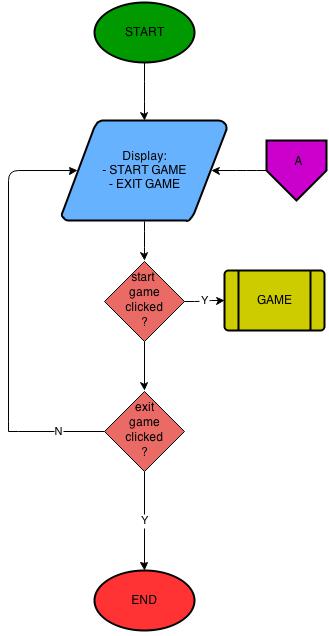 START
Display:
- START GAME
- EXIT GAME
A
start
game
clicked
?
Y
GAME
exit
game
clicked
?
N
Y
END